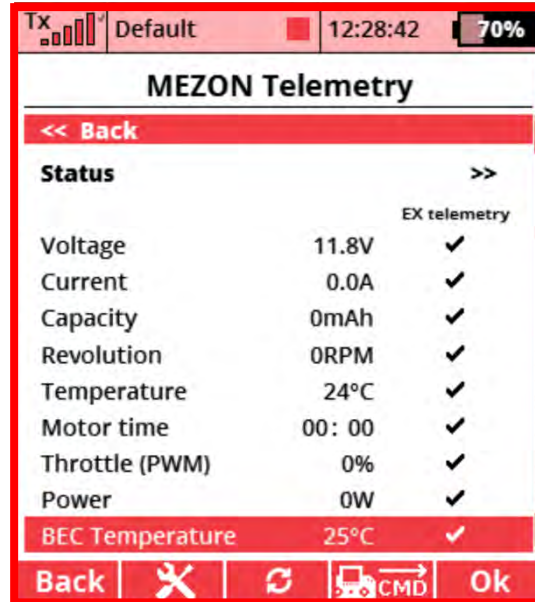 Tx Default 12:28:42 70%
MEZON Telemetry
<< Back
Status >>
EX telemetry
Voltage 11.8V ✔
Current 0.0A ✔
Capacity 0mAh ✔
Revolution 0RPM ✔
Temperature 24°C ✔
Motor time 00: 00 ✔
Throttle (PWM) 0% ✔
Power 0W ✔
BEC Temperature 25°C ✔
Back CMD Ok